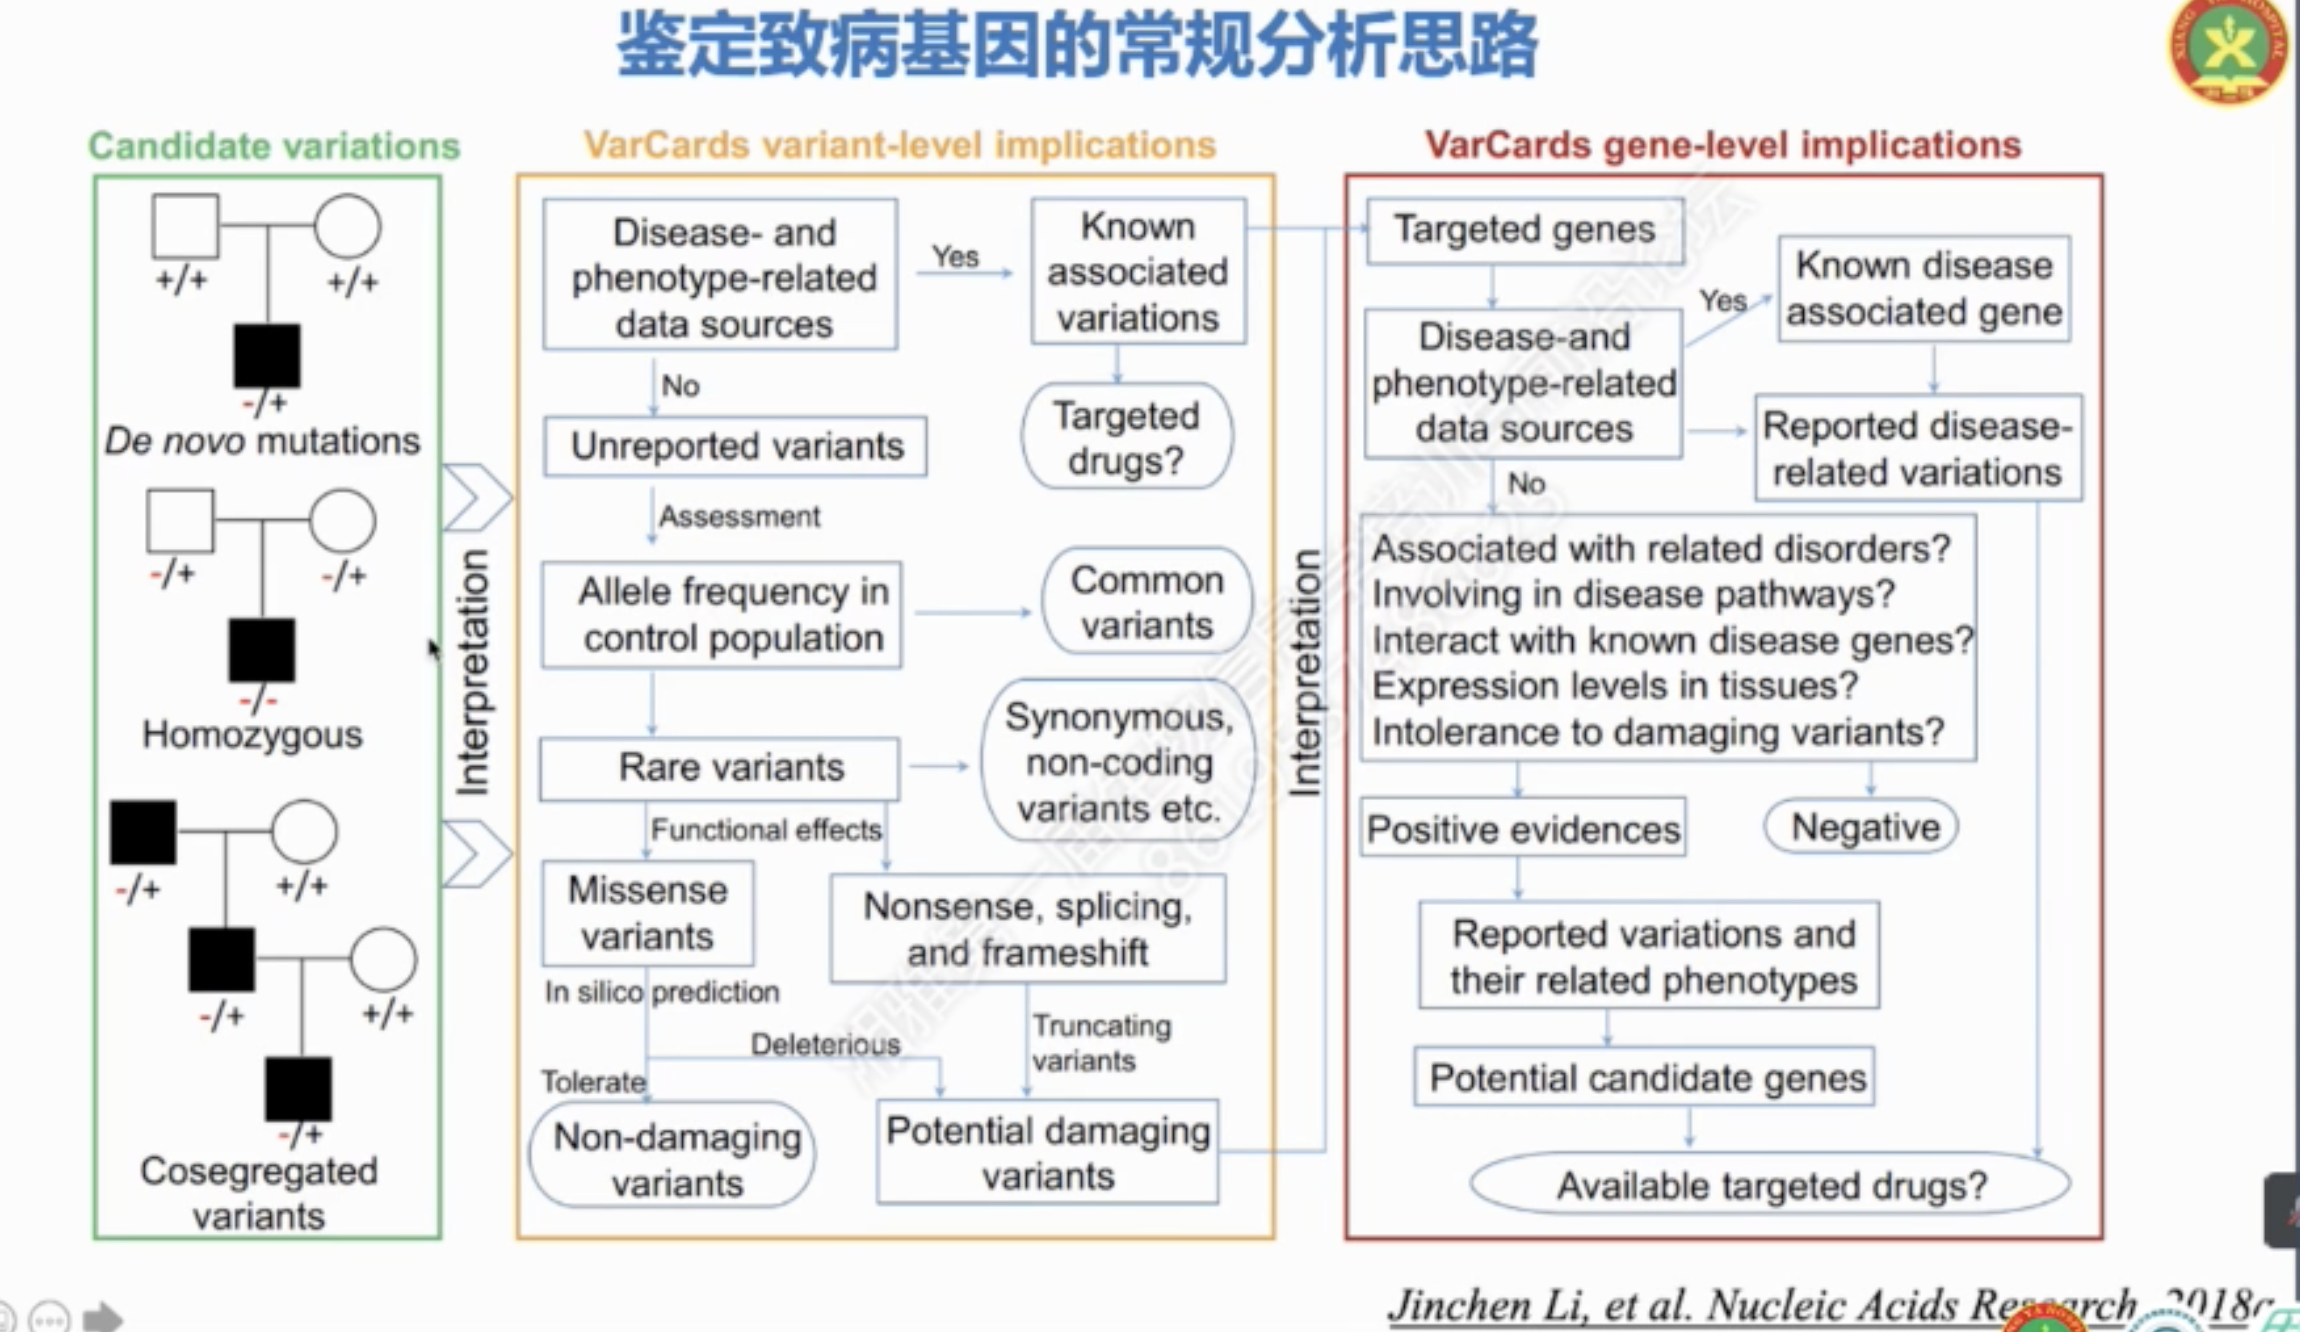 鉴定致病基因的常规分析思路
Candidate variations
+/+
+/+
-/+
De novo mutations
-/+
-/+
-/-
Homozygous
-/+
+/+
-/+
+/+
-/+
Cosegregated
variants
Interpretation
VarCards variant-level implications
Disease- and
phenotype-related
data sources
Yes
Known
associated
variations
No
Targeted
drugs?
Unreported variants
Assessment
Allele frequency in
control population
Common
variants
Rare variants
Synonymous,
non-coding
variants etc.
Functional effects
Missense
variants
Nonsense, splicing,
and frameshift
In silico prediction
Deleterious
Truncating
variants
Tolerate
Non-damaging
variants
Potential damaging
variants
Interpretation
VarCards gene-level implications
Targeted genes
Disease-and
phenotype-related
data sources
Yes
Known disease
associated gene
Reported disease-
related variations
No
Associated with related disorders?
Involving in disease pathways?
Interact with known disease genes?
Expression levels in tissues?
Intolerance to damaging variants?
Positive evidences
Negative
Reported variations and
their related phenotypes
Potential candidate genes
Available targeted drugs?
Jinchen Li, et al. Nucleic Acids Research, 2018